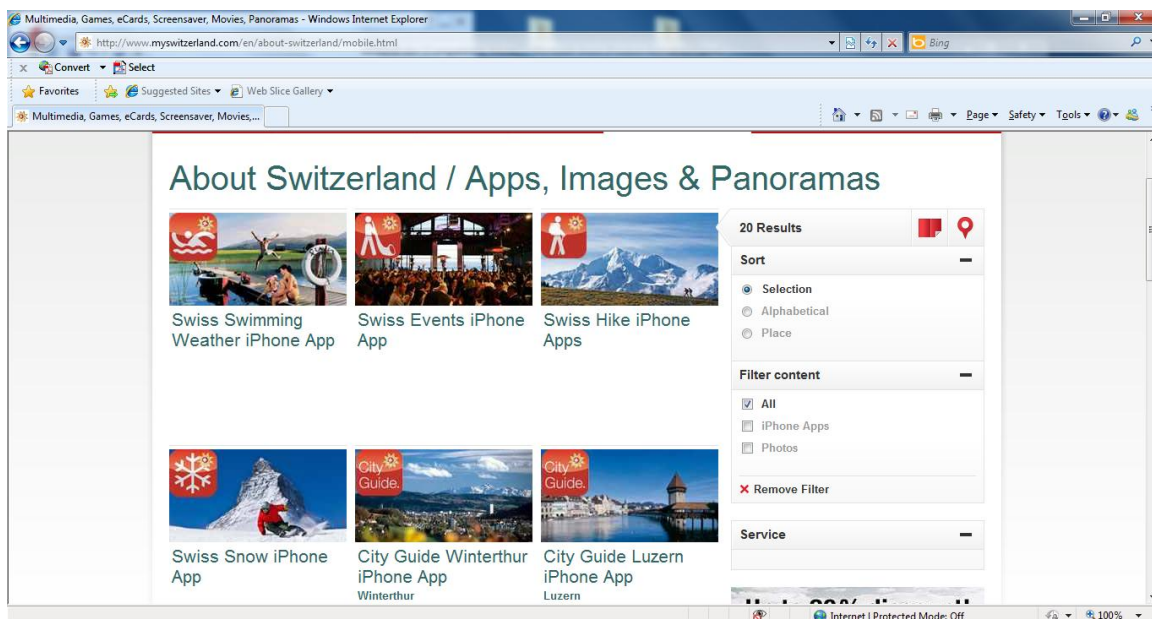 Multimedia, Games, eCards, Screensaver, Movies, Panoramas - Windows Internet Explorer
http://www.myswitzerland.com/en/about-switzerland/mobile.html
Bing
x Convert Select
Favorites Suggested Sites Web Slice Gallery
Multimedia, Games, eCards, Screensaver, Movies,...
Page Safety Tools
About Switzerland / Apps, Images & Panoramas
Swiss Swimming
Weather iPhone App
Swiss Events iPhone
App
Swiss Hike iPhone
Apps
20 Results
Sort
Selection
Alphabetical
Place
Filter content
All
iPhone Apps
Photos
Remove Filter
Service
Swiss Snow iPhone
App
City
Guide.
City Guide Winterthur
iPhone App
Winterthur
City
Guide.
City Guide Luzern
iPhone App
Luzern
Internet | Protected Mode: Off
100%